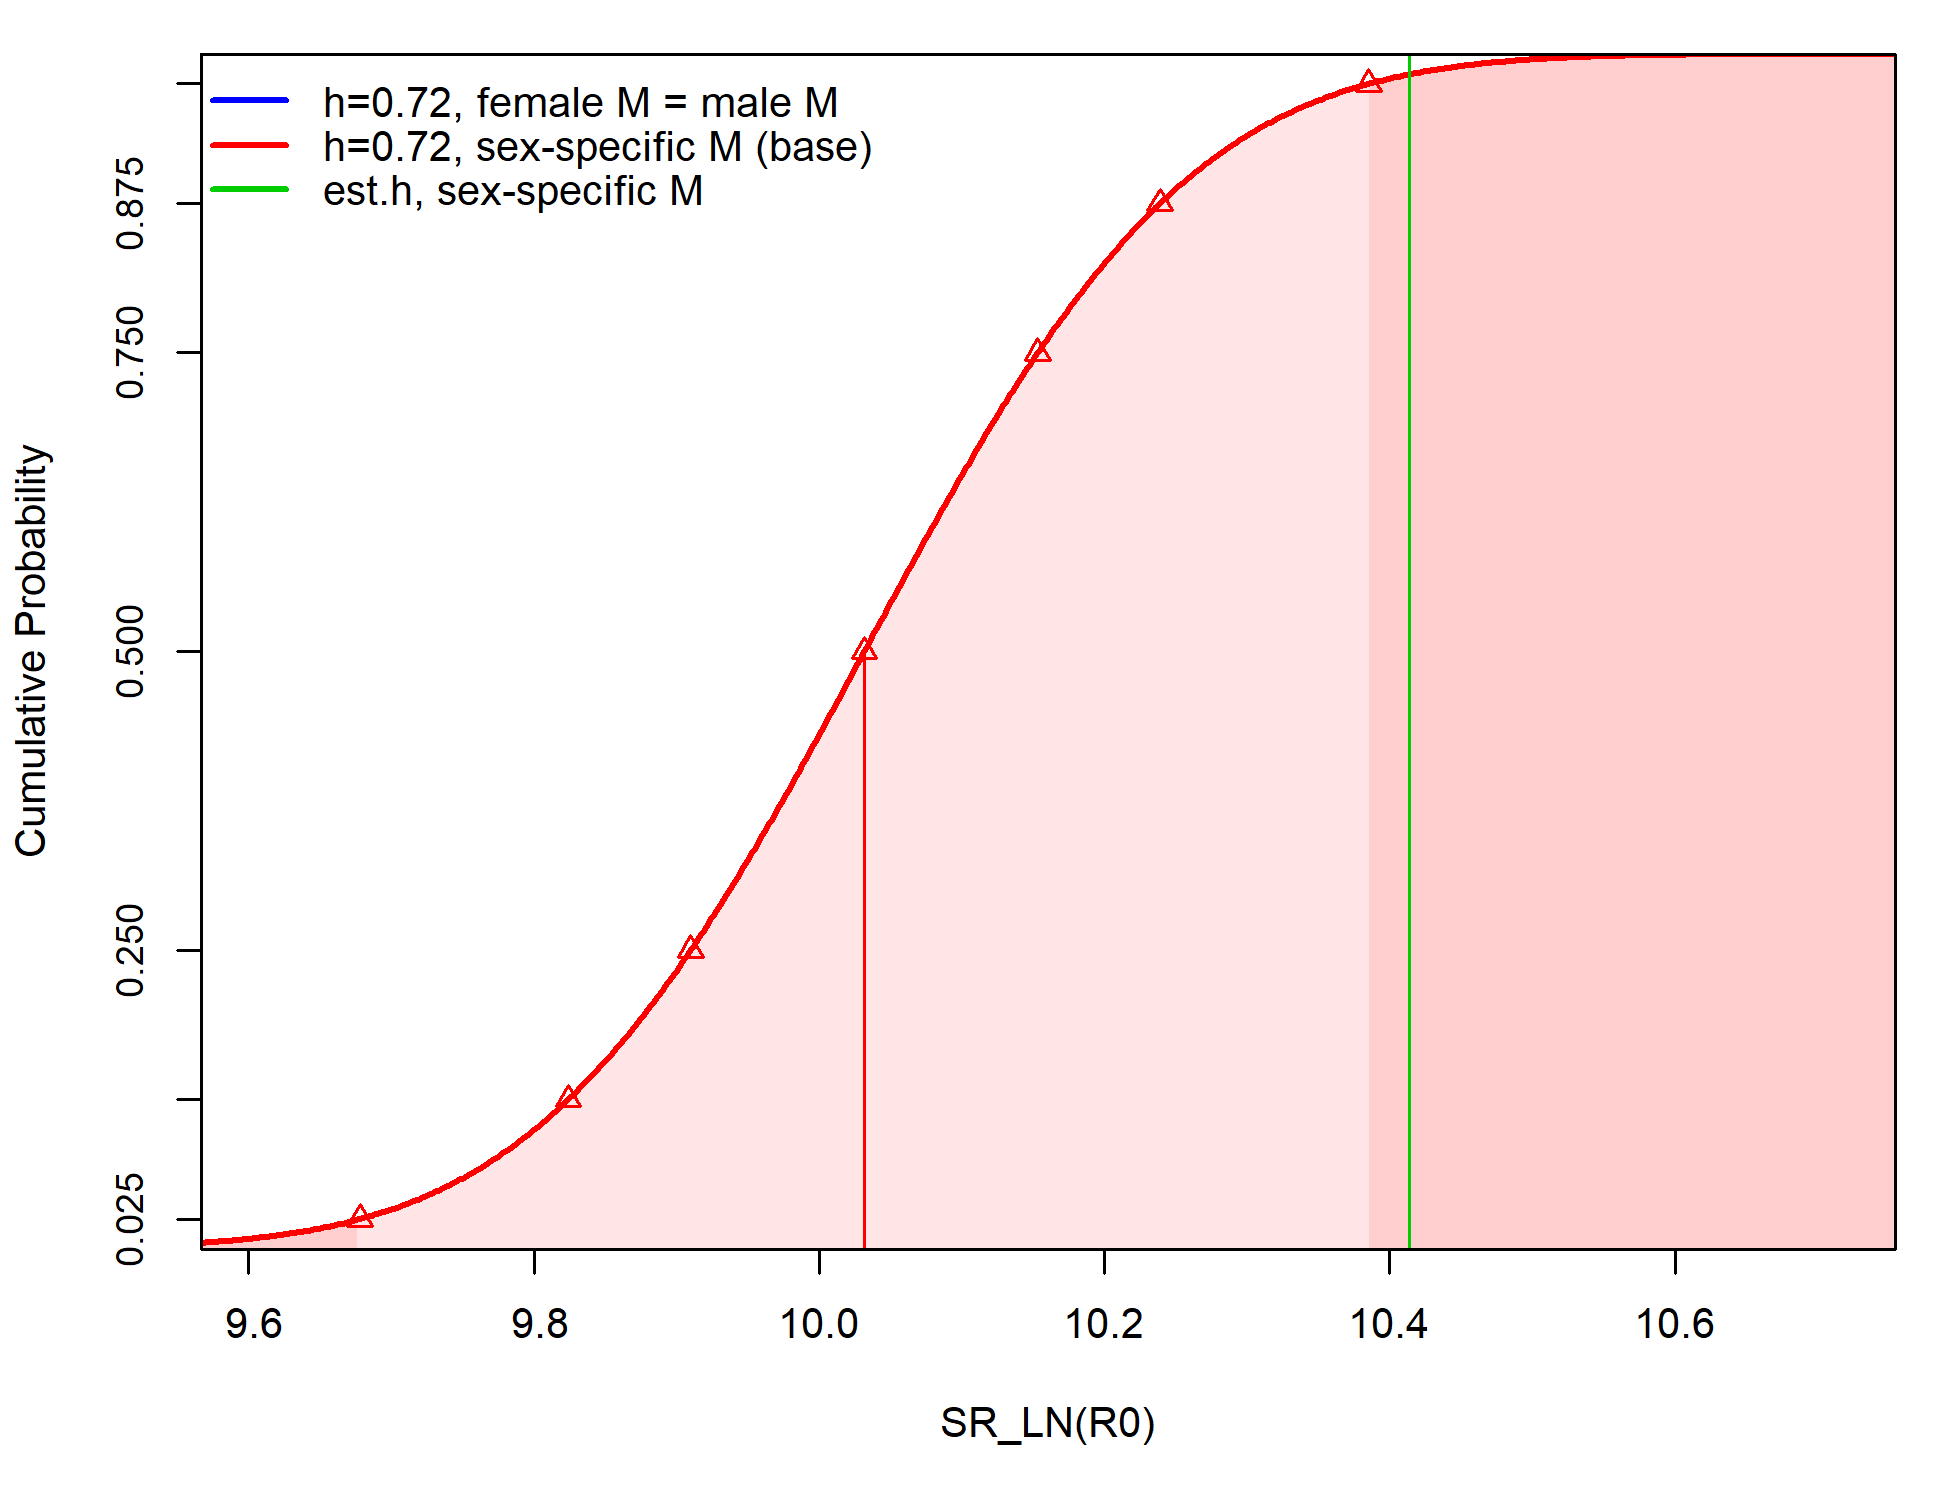 h=0.72, female M = male M
h=0.72, sex-specific M (base)
est.h, sex-specific M
0.875
0.750
0.500
0.250
0.025
Cumulative Probability
9.6 9.8 10.0 10.2 10.4 10.6
SR_LN(R0)